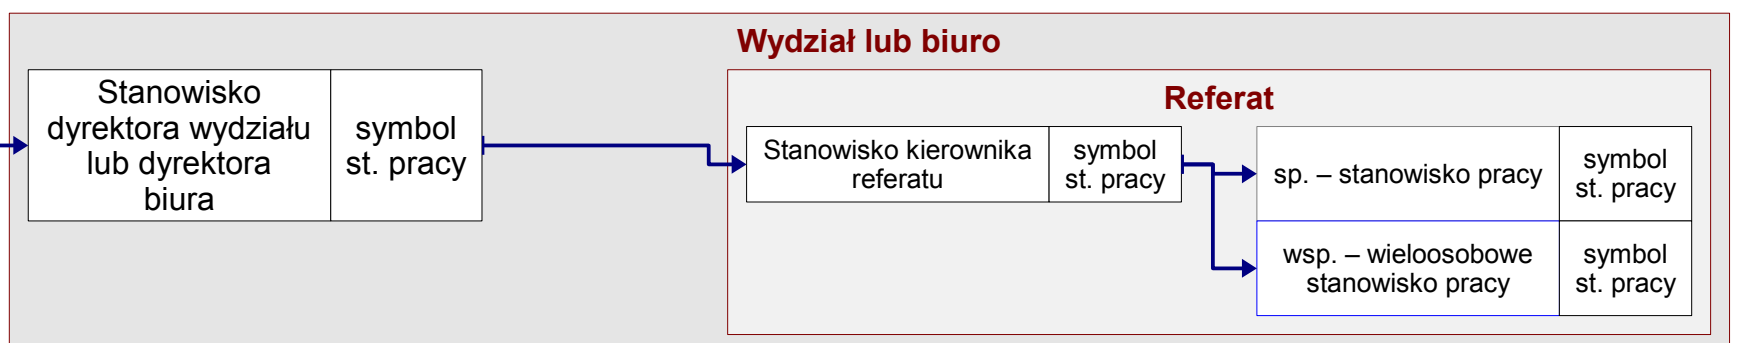 Wydział lub biuro
Stanowisko
dyrektora wydziału
lub dyrektora
biura
symbol
st. pracy
Referat
Stanowisko kierownika
referatu
symbol
st. pracy
sp. – stanowisko pracy
symbol
st. pracy
wsp. – wieloosobowe
stanowisko pracy
symbol
st. pracy